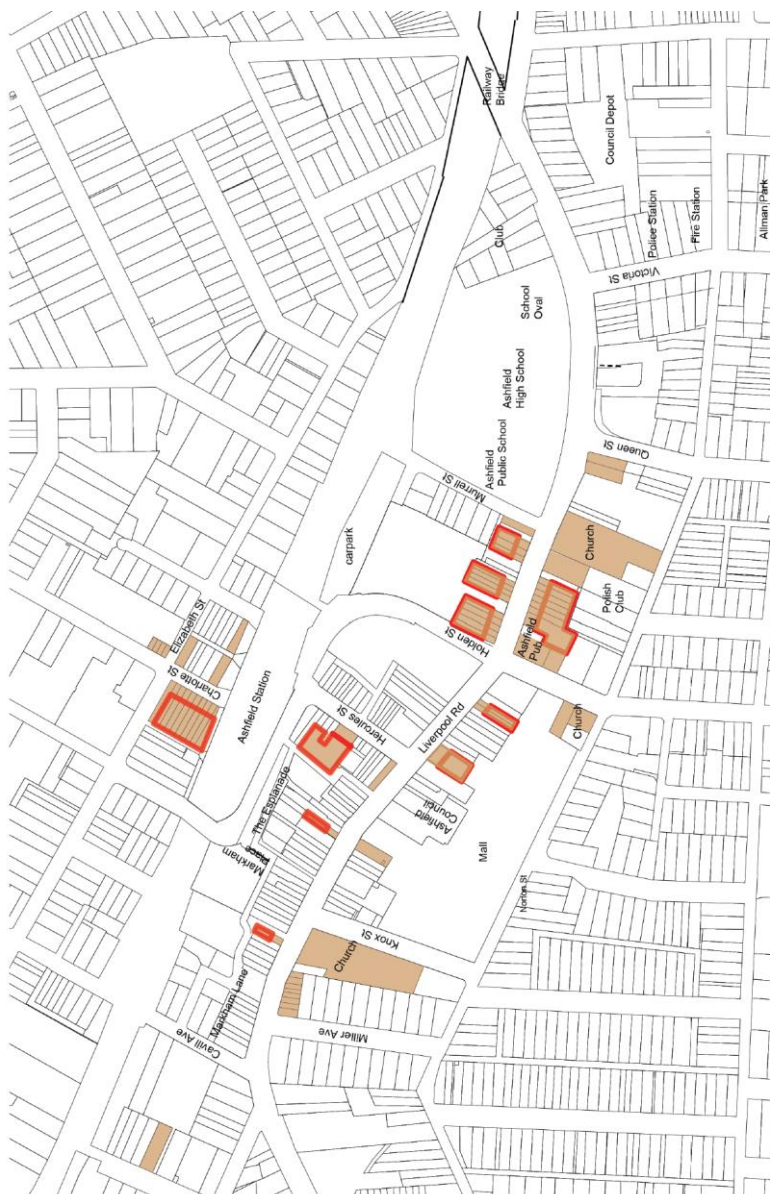 Railway
Bridge
Council Depot
Club
Police Station
Fire Station
Allman Park
Victoria St
School
Oval
Ashfield
High School
Ashfield
Public School
Murrell St
Queen St
carpark
Church
Elizabeth St
Charlotte St
Holden St
Polish
Club
Ashfield
Pub
Ashfield Station
Hercules St
Liverpool Rd
Church
The Esplanade
Ashfield
Council
Markham
Place
Mall
Norton St
Knox St
Church
Markham Lane
Cavill Ave
Miller Ave